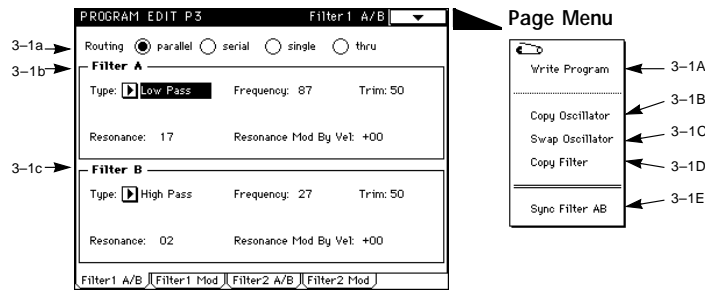 PROGRAM EDIT P3 Filter1 A/B
Page Menu
3–1a
Routing parallel serial single thru
3–1b
Filter A
Type: Low Pass Frequency: 87 Trim: 50
Resonance: 17 Resonance Mod By Vel: +00
3–1c
Filter B
Type: High Pass Frequency: 27 Trim: 50
Resonance: 02 Resonance Mod By Vel: +00
Filter1 A/B Filter1 Mod Filter2 A/B Filter2 Mod
Write Program 3–1A
Copy Oscillator 3–1B
Swap Oscillator 3–1C
Copy Filter 3–1D
Sync Filter AB 3–1E